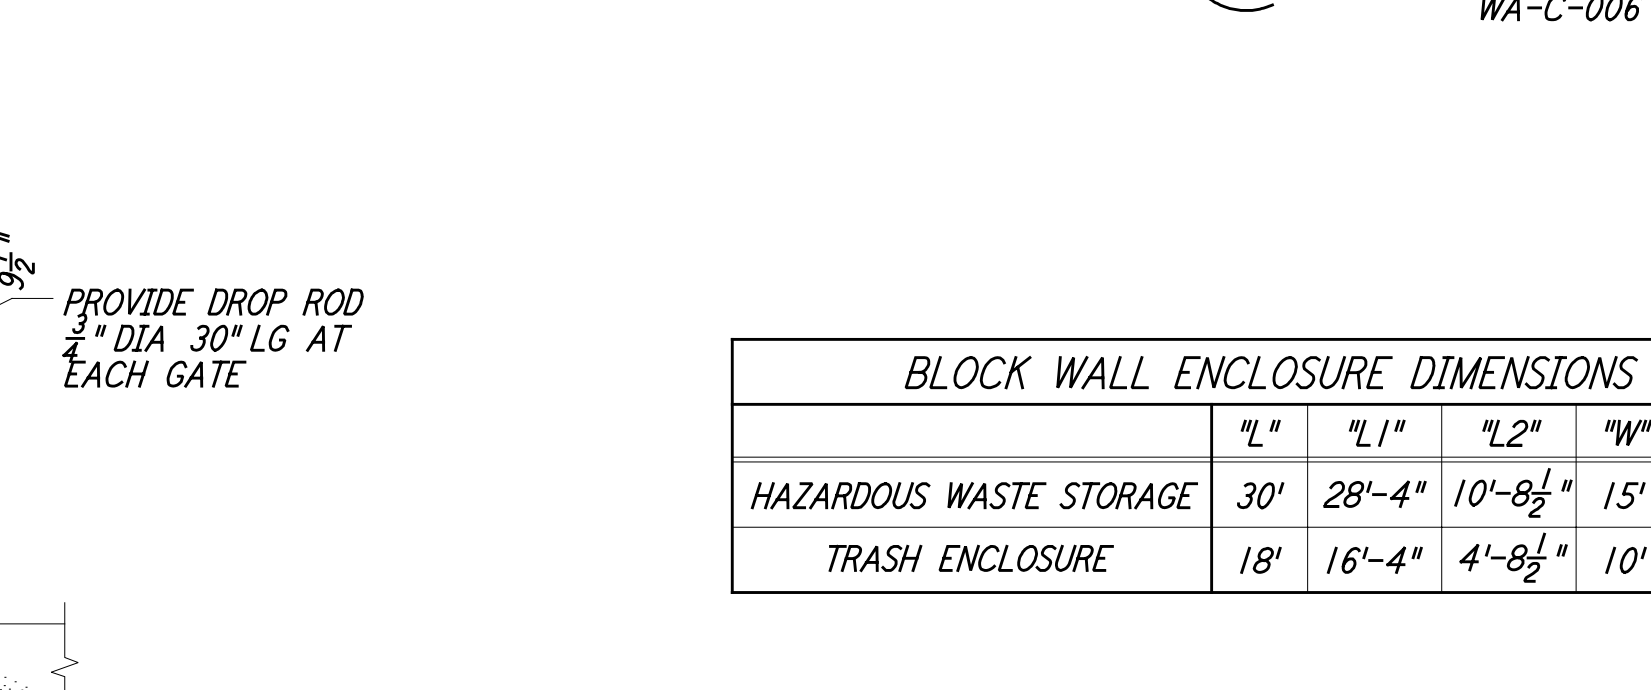 WA-C-006
9½"
PROVIDE DROP ROD
¾" DIA 30" LG AT
EACH GATE
BLOCK WALL ENCLOSURE DIMENSIONS
"L" "L1" "L2" "W"
HAZARDOUS WASTE STORAGE 30' 28'-4" 10'-8½" 15'
TRASH ENCLOSURE 18' 16'-4" 4'-8½" 10'